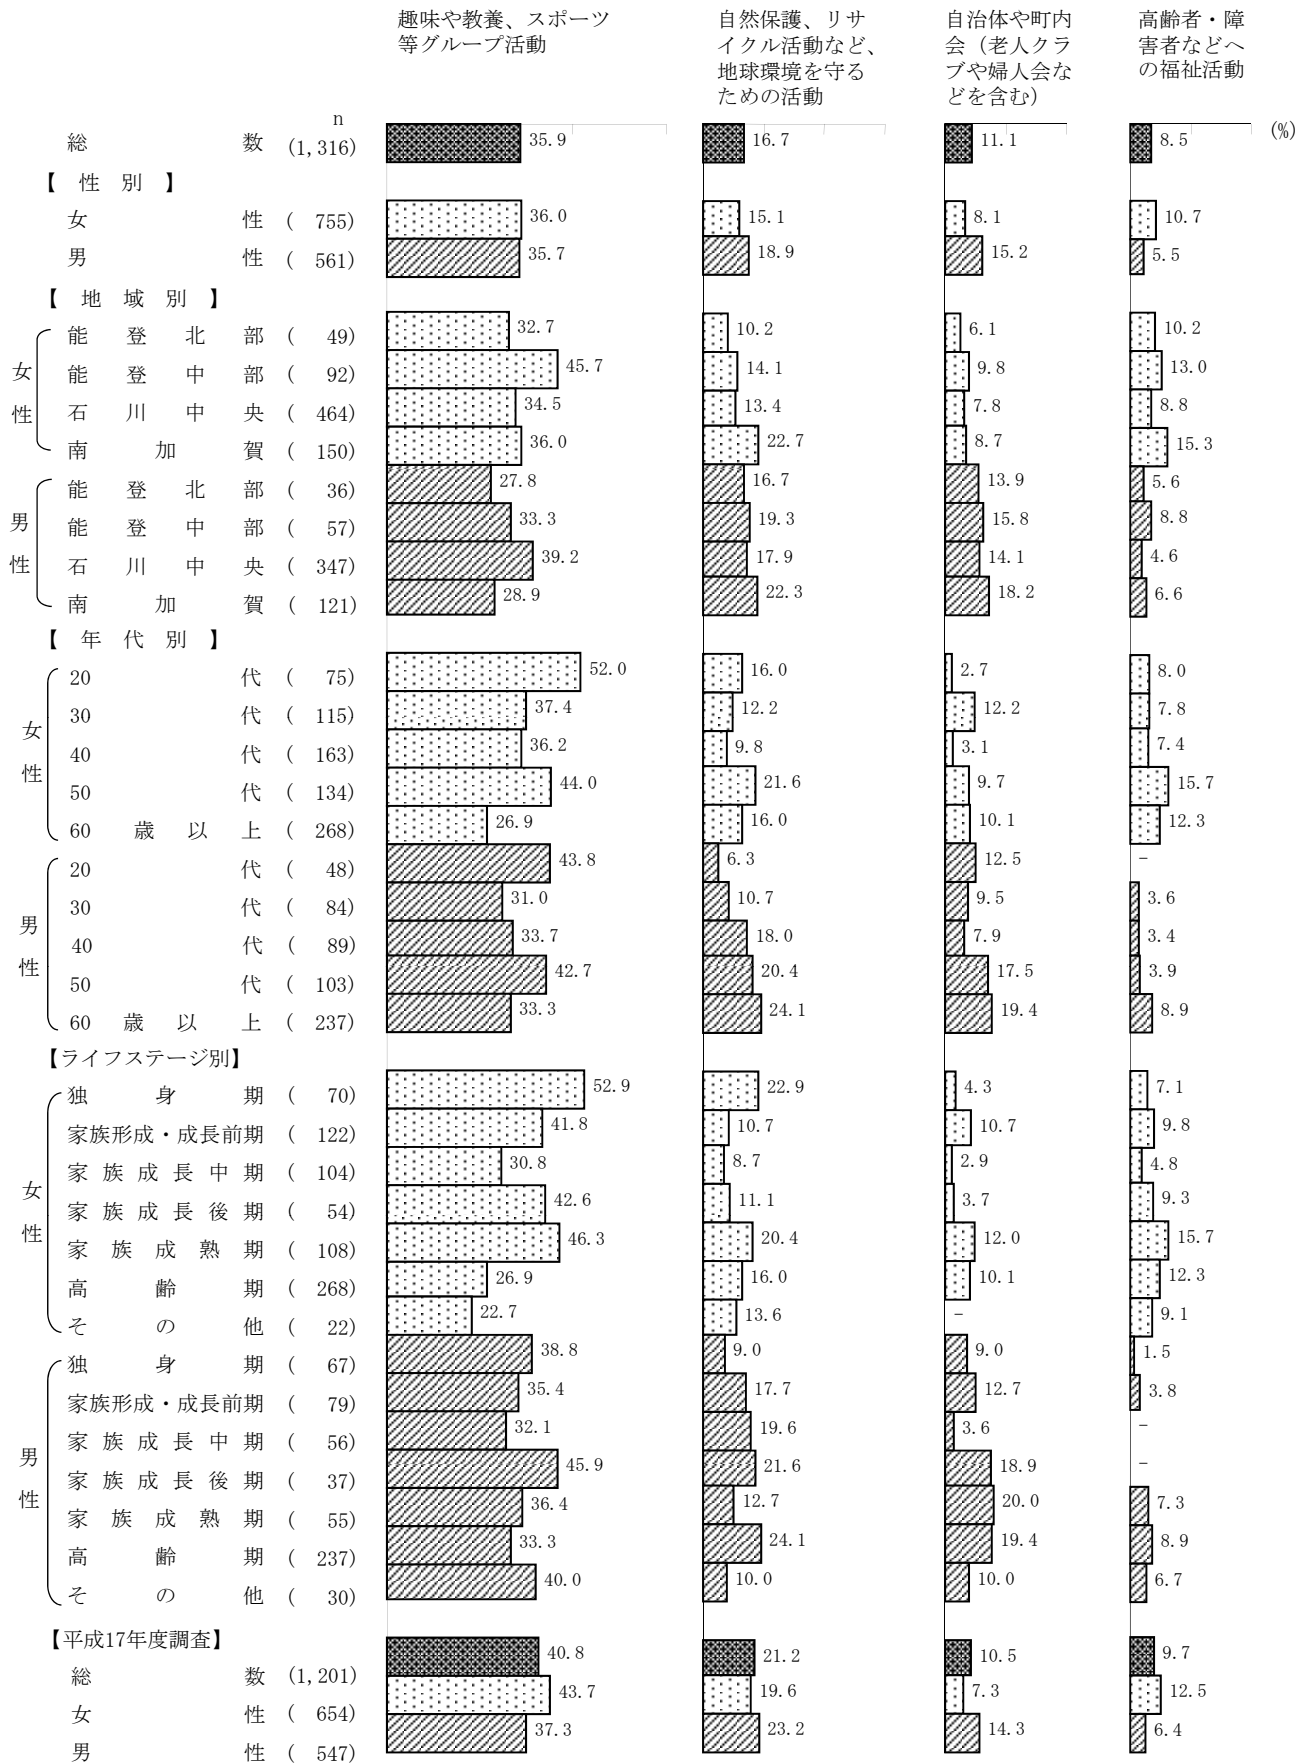 趣味や教養、スポーツ
等グループ活動
自然保護、リサ
イクル活動など、
地球環境を守る
ための活動
自治体や町内
会（老人クラ
ブや婦人会な
どを含む）
高齢者・障
害者などへ
の福祉活動
n
(%)
総数 (1,316) 35.9 16.7 11.1 8.5
【性別】
女性 (755) 36.0 15.1 8.1 10.7
男性 (561) 35.7 18.9 15.2 5.5
【地域別】
女性
能登北部 (49) 32.7 10.2 6.1 10.2
能登中部 (92) 45.7 14.1 9.8 13.0
石川中央 (464) 34.5 13.4 7.8 8.8
南加賀 (150) 36.0 22.7 8.7 15.3
男性
能登北部 (36) 27.8 16.7 13.9 5.6
能登中部 (57) 33.3 19.3 15.8 8.8
石川中央 (347) 39.2 17.9 14.1 4.6
南加賀 (121) 28.9 22.3 18.2 6.6
【年代別】
女性
20代 (75) 52.0 16.0 2.7 8.0
30代 (115) 37.4 12.2 12.2 7.8
40代 (163) 36.2 9.8 3.1 7.4
50代 (134) 44.0 21.6 9.7 15.7
60歳以上 (268) 26.9 16.0 10.1 12.3
男性
20代 (48) 43.8 6.3 12.5 -
30代 (84) 31.0 10.7 9.5 3.6
40代 (89) 33.7 18.0 7.9 3.4
50代 (103) 42.7 20.4 17.5 3.9
60歳以上 (237) 33.3 24.1 19.4 8.9
【ライフステージ別】
女性
独身期 (70) 52.9 22.9 4.3 7.1
家族形成・成長前期 (122) 41.8 10.7 10.7 9.8
家族成長中期 (104) 30.8 8.7 2.9 4.8
家族成長後期 (54) 42.6 11.1 3.7 9.3
家族成熟期 (108) 46.3 20.4 12.0 15.7
高齢期 (268) 26.9 16.0 10.1 12.3
その他 (22) 22.7 13.6 - 9.1
男性
独身期 (67) 38.8 9.0 9.0 1.5
家族形成・成長前期 (79) 35.4 17.7 12.7 3.8
家族成長中期 (56) 32.1 19.6 3.6 -
家族成長後期 (37) 45.9 21.6 18.9 -
家族成熟期 (55) 36.4 12.7 20.0 7.3
高齢期 (237) 33.3 24.1 19.4 8.9
その他 (30) 40.0 10.0 10.0 6.7
【平成17年度調査】
総数 (1,201) 40.8 21.2 10.5 9.7
女性 (654) 43.7 19.6 7.3 12.5
男性 (547) 37.3 23.2 14.3 6.4